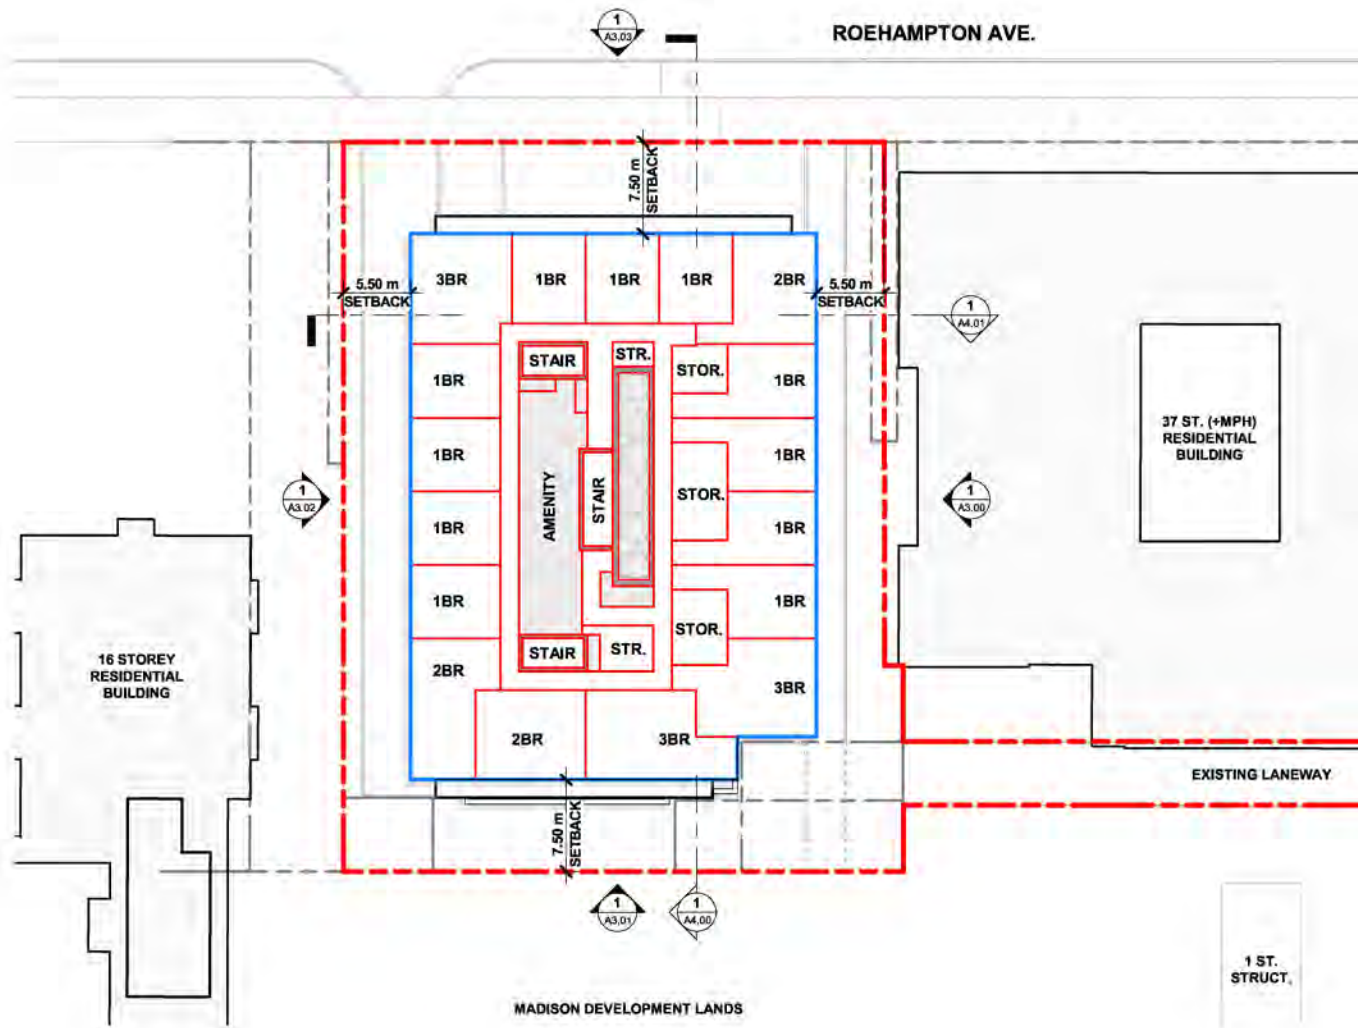 1
A3.03
ROEHAMPTON AVE.
7.50 m
SETBACK
3BR
1BR
1BR
1BR
2BR
5.50 m
SETBACK
5.50 m
SETBACK
1
A4.01
STAIR
STR.
STOR.
1BR
1BR
37 ST. (+MPH)
RESIDENTIAL
BUILDING
1BR
1BR
AMENITY
STAIR
STOR.
1
A3.02
1
A3.00
1BR
1BR
1BR
1BR
STOR.
STAIR
STR.
16 STOREY
RESIDENTIAL
BUILDING
2BR
3BR
2BR
3BR
EXISTING LANEWAY
7.50 m
SETBACK
1
A3.01
1
A4.00
1 ST.
STRUCT.
MADISON DEVELOPMENT LANDS